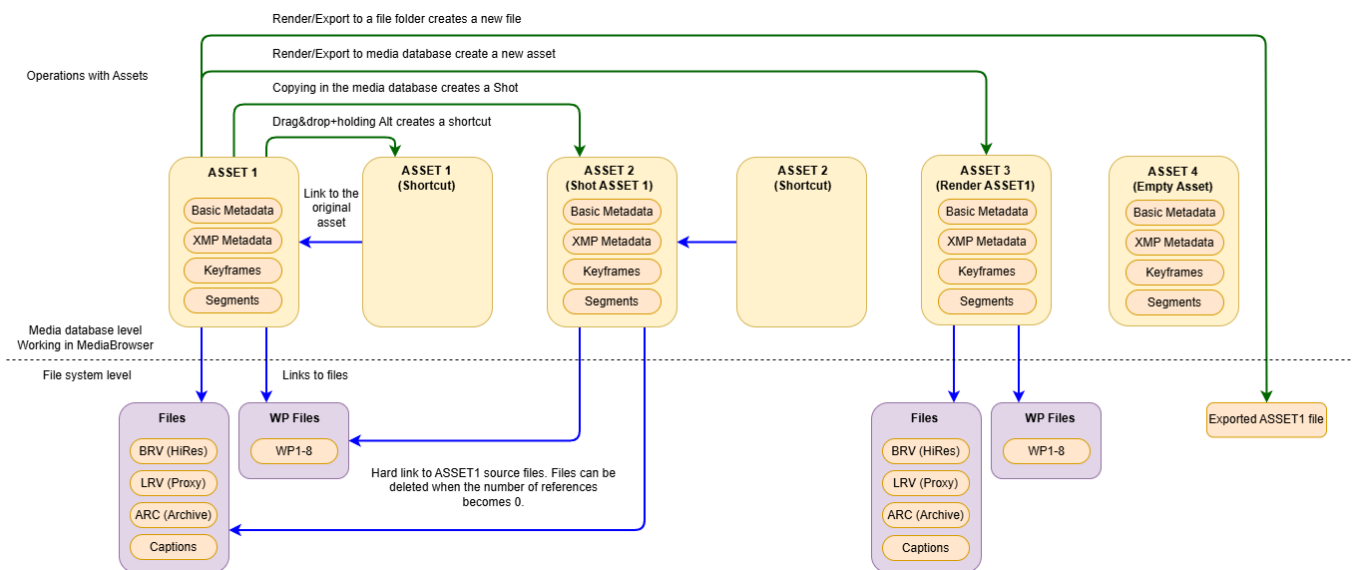 Render/Export to a file folder creates a new file
Render/Export to media database create a new asset
Operations with Assets
Copying in the media database creates a Shot
Drag&drop+holding Alt creates a shortcut
ASSET 1
Basic Metadata
XMP Metadata
Keyframes
Segments
Link to the
original
asset
ASSET 1
(Shortcut)
ASSET 2
(Shot ASSET 1)
Basic Metadata
XMP Metadata
Keyframes
Segments
ASSET 2
(Shortcut)
ASSET 3
(Render ASSET1)
Basic Metadata
XMP Metadata
Keyframes
Segments
ASSET 4
(Empty Asset)
Basic Metadata
XMP Metadata
Keyframes
Segments
Media database level
Working in MediaBrowser
File system level
Links to files
Files
BRV (HiRes)
LRV (Proxy)
ARC (Archive)
Captions
WP Files
WP1-8
Hard link to ASSET1 source files. Files can be
deleted when the number of references
becomes 0.
Files
BRV (HiRes)
LRV (Proxy)
ARC (Archive)
Captions
WP Files
WP1-8
Exported ASSET1 file